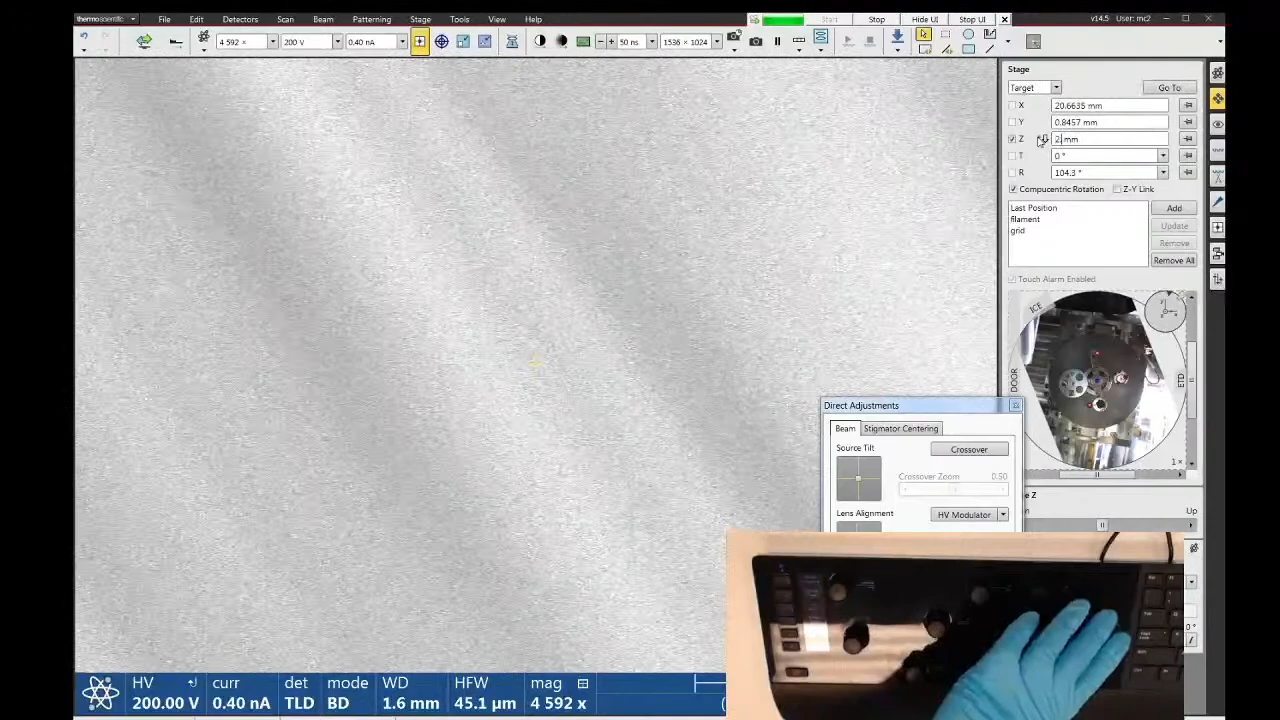 thermoscientific
File Edit Detectors Scan Beam Patterning Stage Tools View Window Help
Start Stop Hide UI Stop UI
v14.5 User: mc2
4 592 × 200 V 0.40 nA 50 ns 1536 × 1024
Stage
Target Go To
X 20.6635 mm
Y 0.8457 mm
Z 2. mm
T 0 °
R 104.3 °
Compucentric Rotation Z-Y Link
Last Position
filament
grid
Add
Update
Remove
Remove All
Touch Alarm Enabled
ICE
DOOR
ETD
1×
Direct Adjustments
Beam Stigmator Centering
Source Tilt Crossover
Crossover Zoom 0.50
Lens Alignment HV Modulator
Z
Up
HV curr det mode WD HFW mag
200.00 V 0.40 nA TLD BD 1.6 mm 45.1 µm 4 592 x